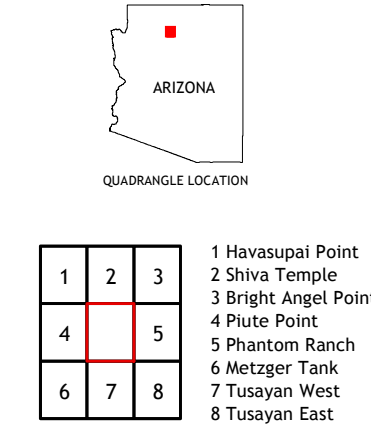 ARIZONA
QUADRANGLE LOCATION
1 2 3
4 5
6 7 8
1 Havasupai Point
2 Shiva Temple
3 Bright Angel Point
4 Piute Point
5 Phantom Ranch
6 Metzger Tank
7 Tusayan West
8 Tusayan East